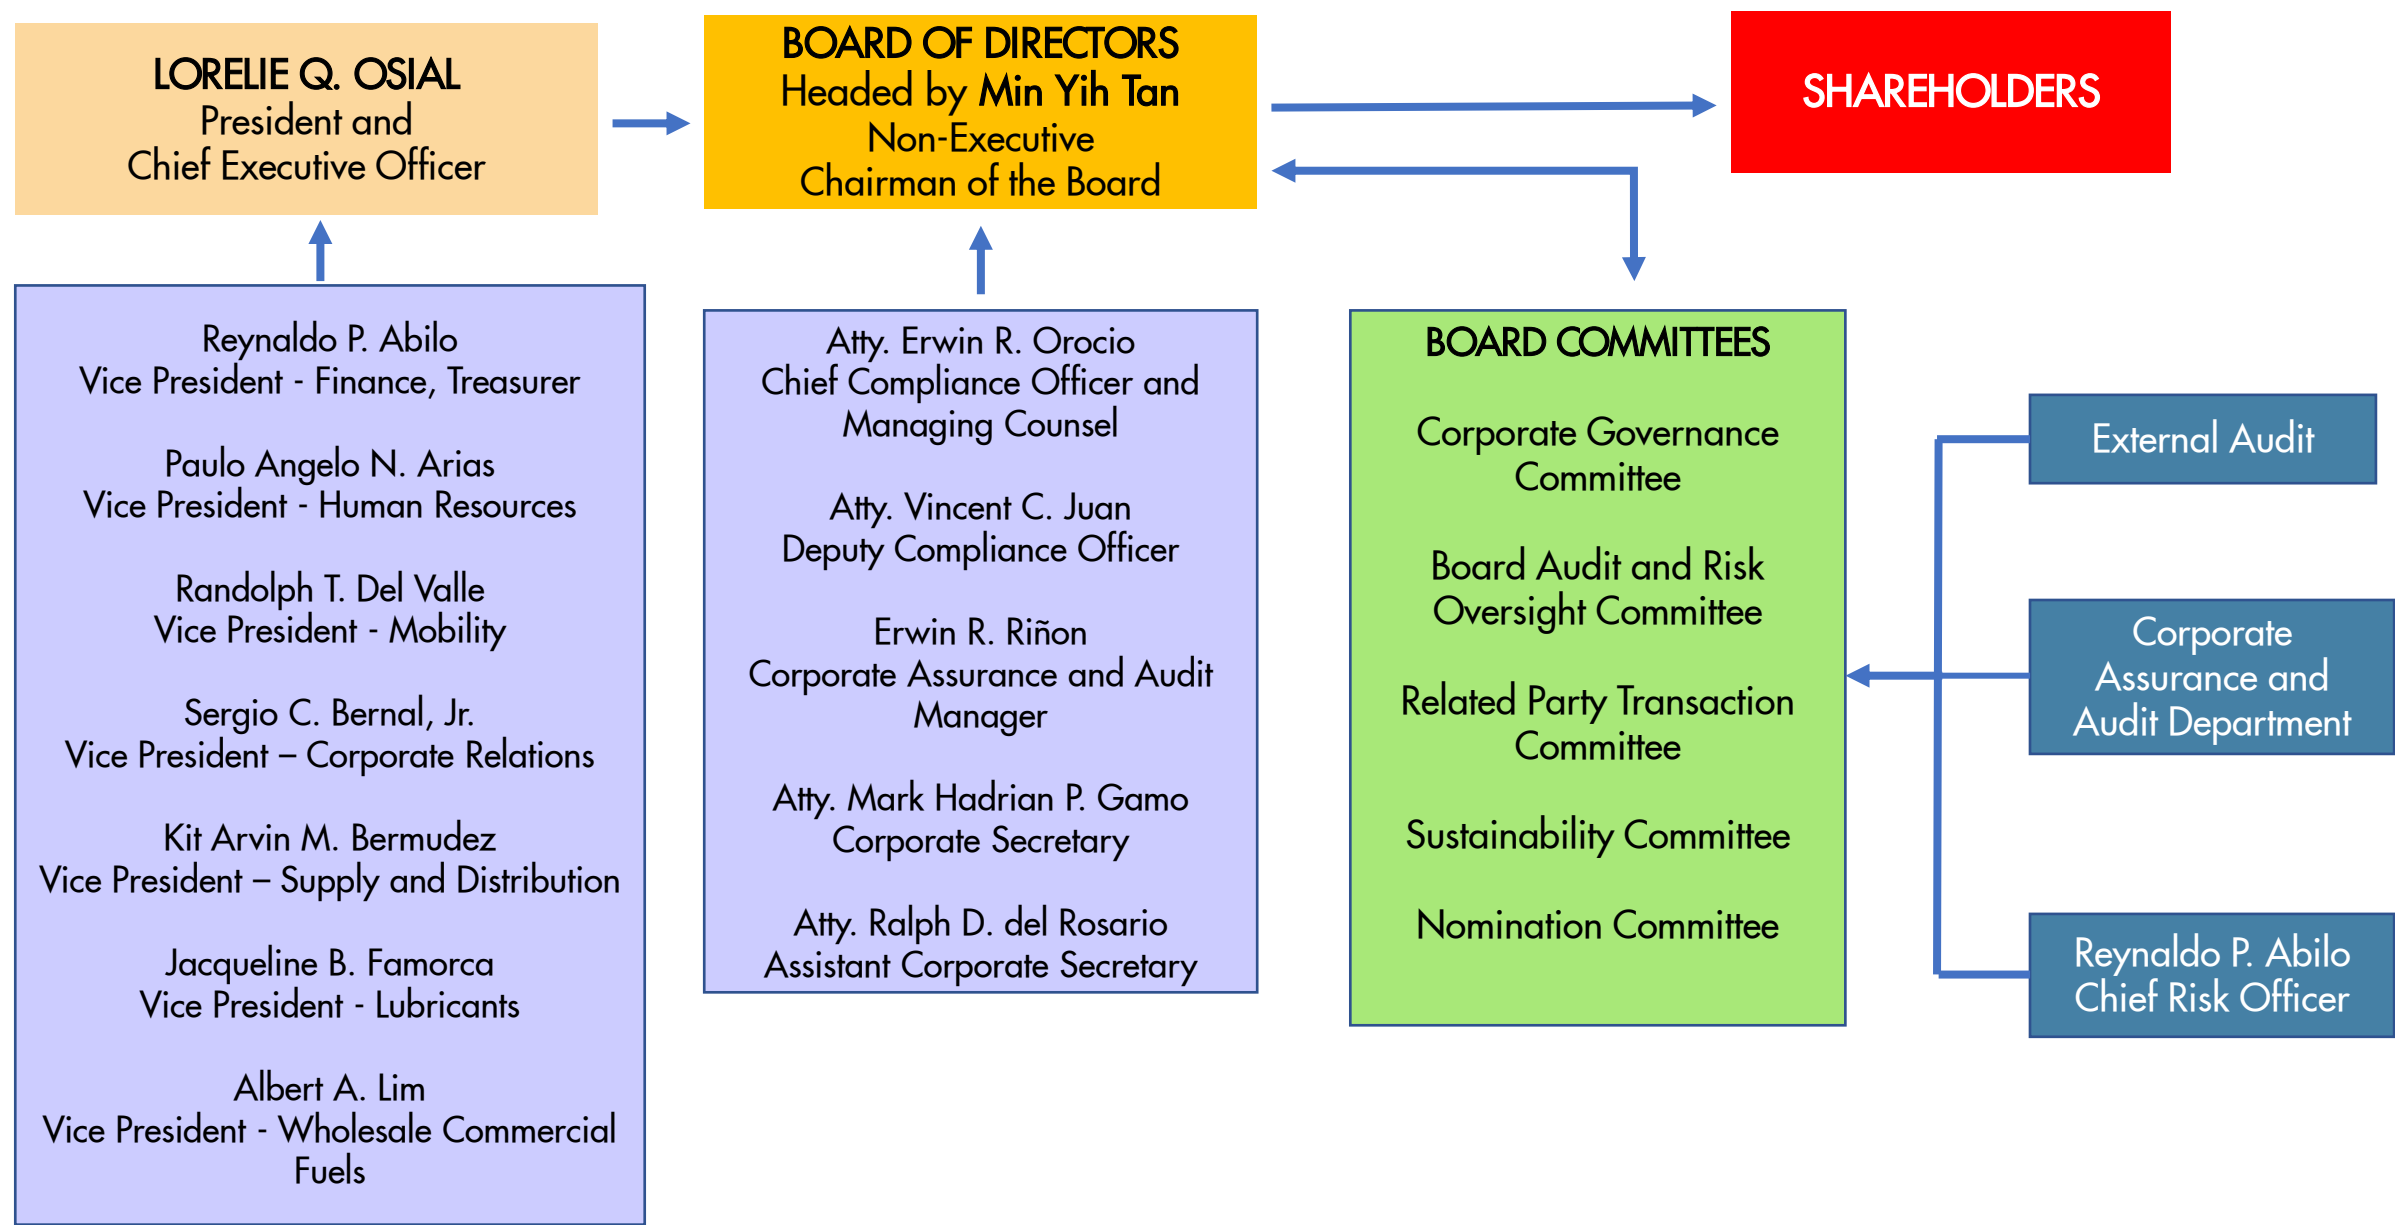 LORELIE Q. OSIAL
President and
Chief Executive Officer
BOARD OF DIRECTORS
Headed by Min Yih Tan
Non-Executive
Chairman of the Board
SHAREHOLDERS
Reynaldo P. Abilo
Vice President - Finance, Treasurer
Paulo Angelo N. Arias
Vice President - Human Resources
Randolph T. Del Valle
Vice President - Mobility
Sergio C. Bernal, Jr.
Vice President – Corporate Relations
Kit Arvin M. Bermudez
Vice President – Supply and Distribution
Jacqueline B. Famorca
Vice President - Lubricants
Albert A. Lim
Vice President - Wholesale Commercial
Fuels
Atty. Erwin R. Orocio
Chief Compliance Officer and
Managing Counsel
Atty. Vincent C. Juan
Deputy Compliance Officer
Erwin R. Riñon
Corporate Assurance and Audit
Manager
Atty. Mark Hadrian P. Gamo
Corporate Secretary
Atty. Ralph D. del Rosario
Assistant Corporate Secretary
BOARD COMMITTEES
Corporate Governance
Committee
Board Audit and Risk
Oversight Committee
Related Party Transaction
Committee
Sustainability Committee
Nomination Committee
External Audit
Corporate
Assurance and
Audit Department
Reynaldo P. Abilo
Chief Risk Officer